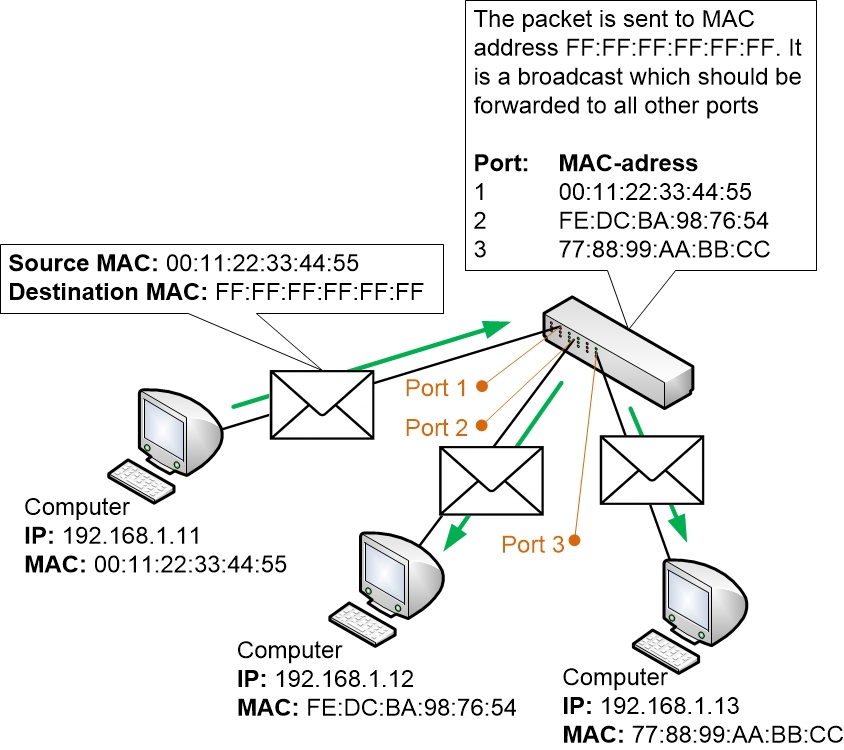 The packet is sent to MAC
address FF:FF:FF:FF:FF:FF. It
is a broadcast which should be
forwarded to all other ports
Port: MAC-adress
1 00:11:22:33:44:55
2 FE:DC:BA:98:76:54
3 77:88:99:AA:BB:CC
Source MAC: 00:11:22:33:44:55
Destination MAC: FF:FF:FF:FF:FF:FF
Port 1
Port 2
Port 3
Computer
IP: 192.168.1.11
MAC: 00:11:22:33:44:55
Computer
IP: 192.168.1.12
MAC: FE:DC:BA:98:76:54
Computer
IP: 192.168.1.13
MAC: 77:88:99:AA:BB:CC